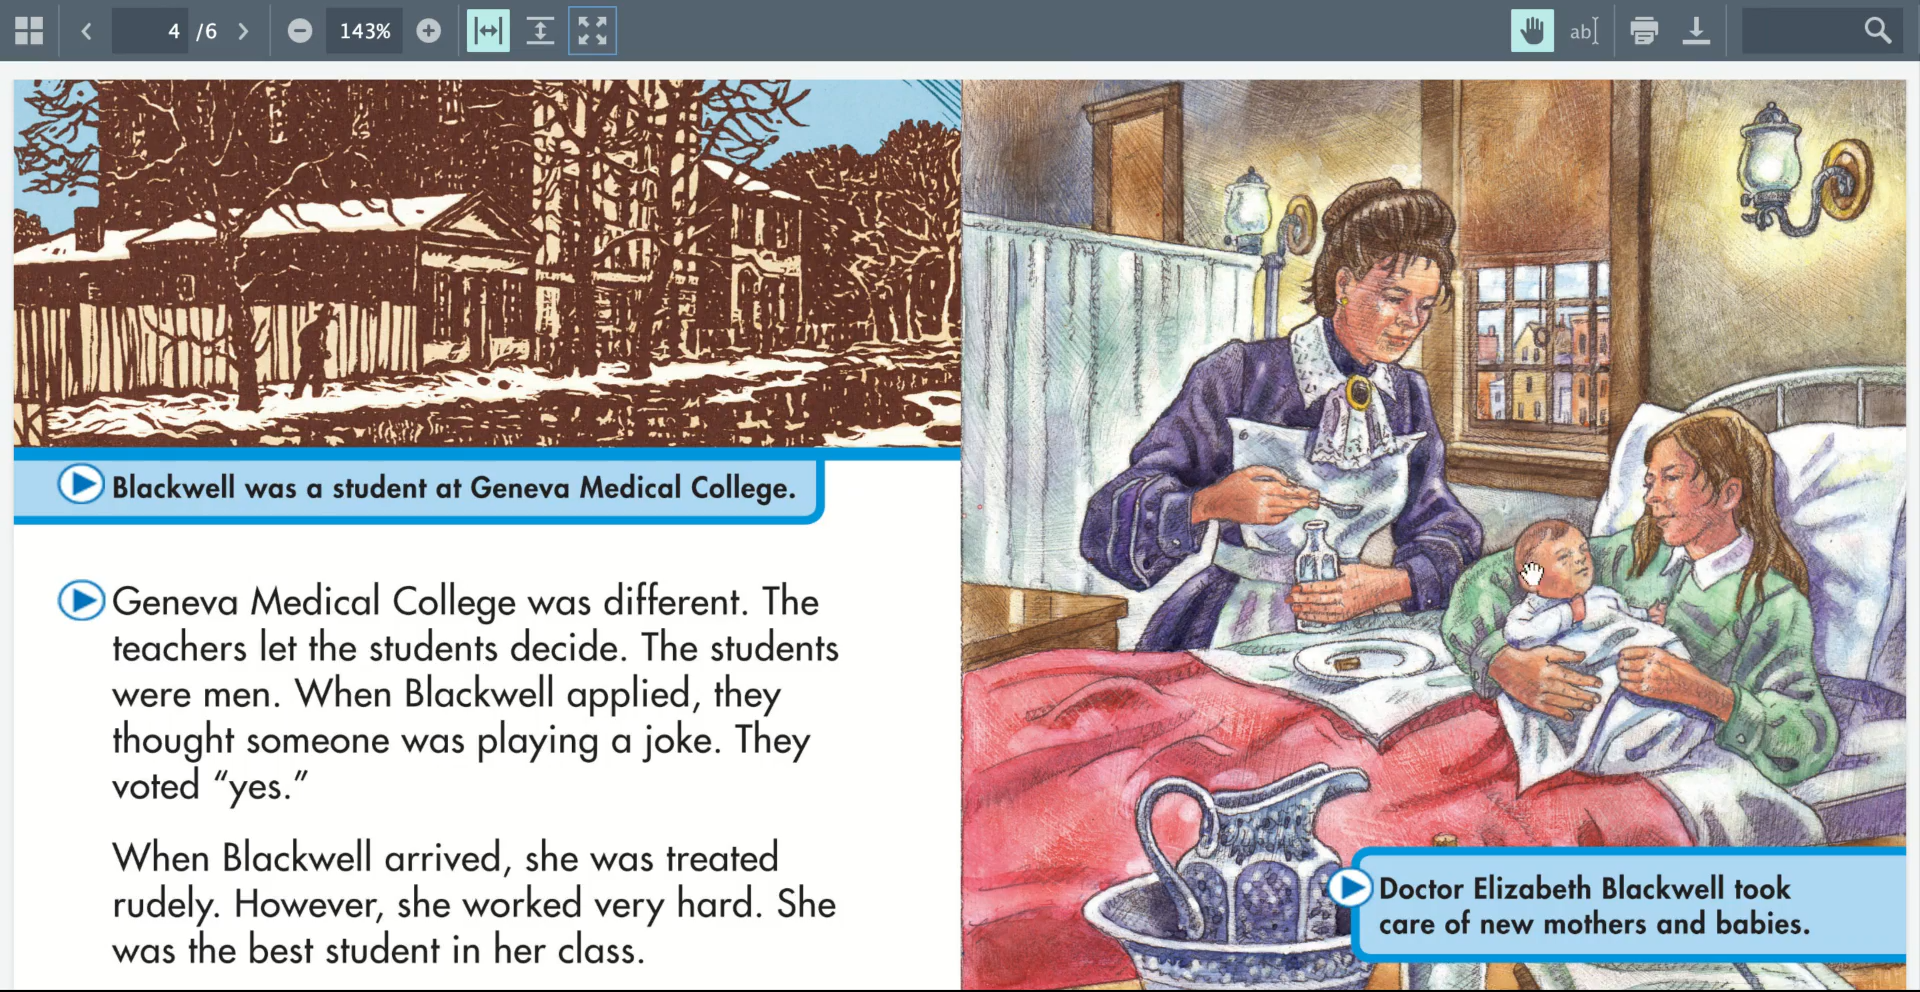 4 /6
143%
ab
Blackwell was a student at Geneva Medical College.
Geneva Medical College was different. The
teachers let the students decide. The students
were men. When Blackwell applied, they
thought someone was playing a joke. They
voted “yes.”
When Blackwell arrived, she was treated
rudely. However, she worked very hard. She
was the best student in her class.
Doctor Elizabeth Blackwell took
care of new mothers and babies.